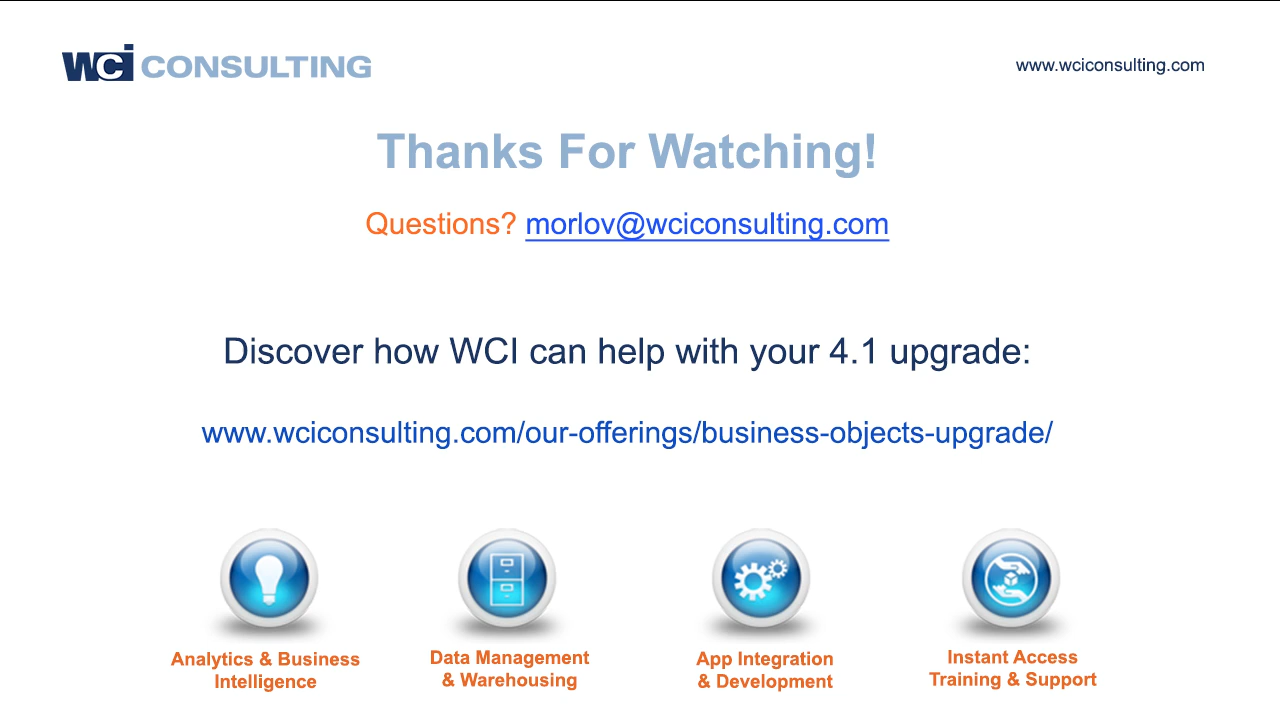 WCi CONSULTING
www.wciconsulting.com
Thanks For Watching!
Questions? morlov@wciconsulting.com
Discover how WCI can help with your 4.1 upgrade:
www.wciconsulting.com/our-offerings/business-objects-upgrade/
Analytics & Business
Intelligence
Data Management
& Warehousing
App Integration
& Development
Instant Access
Training & Support